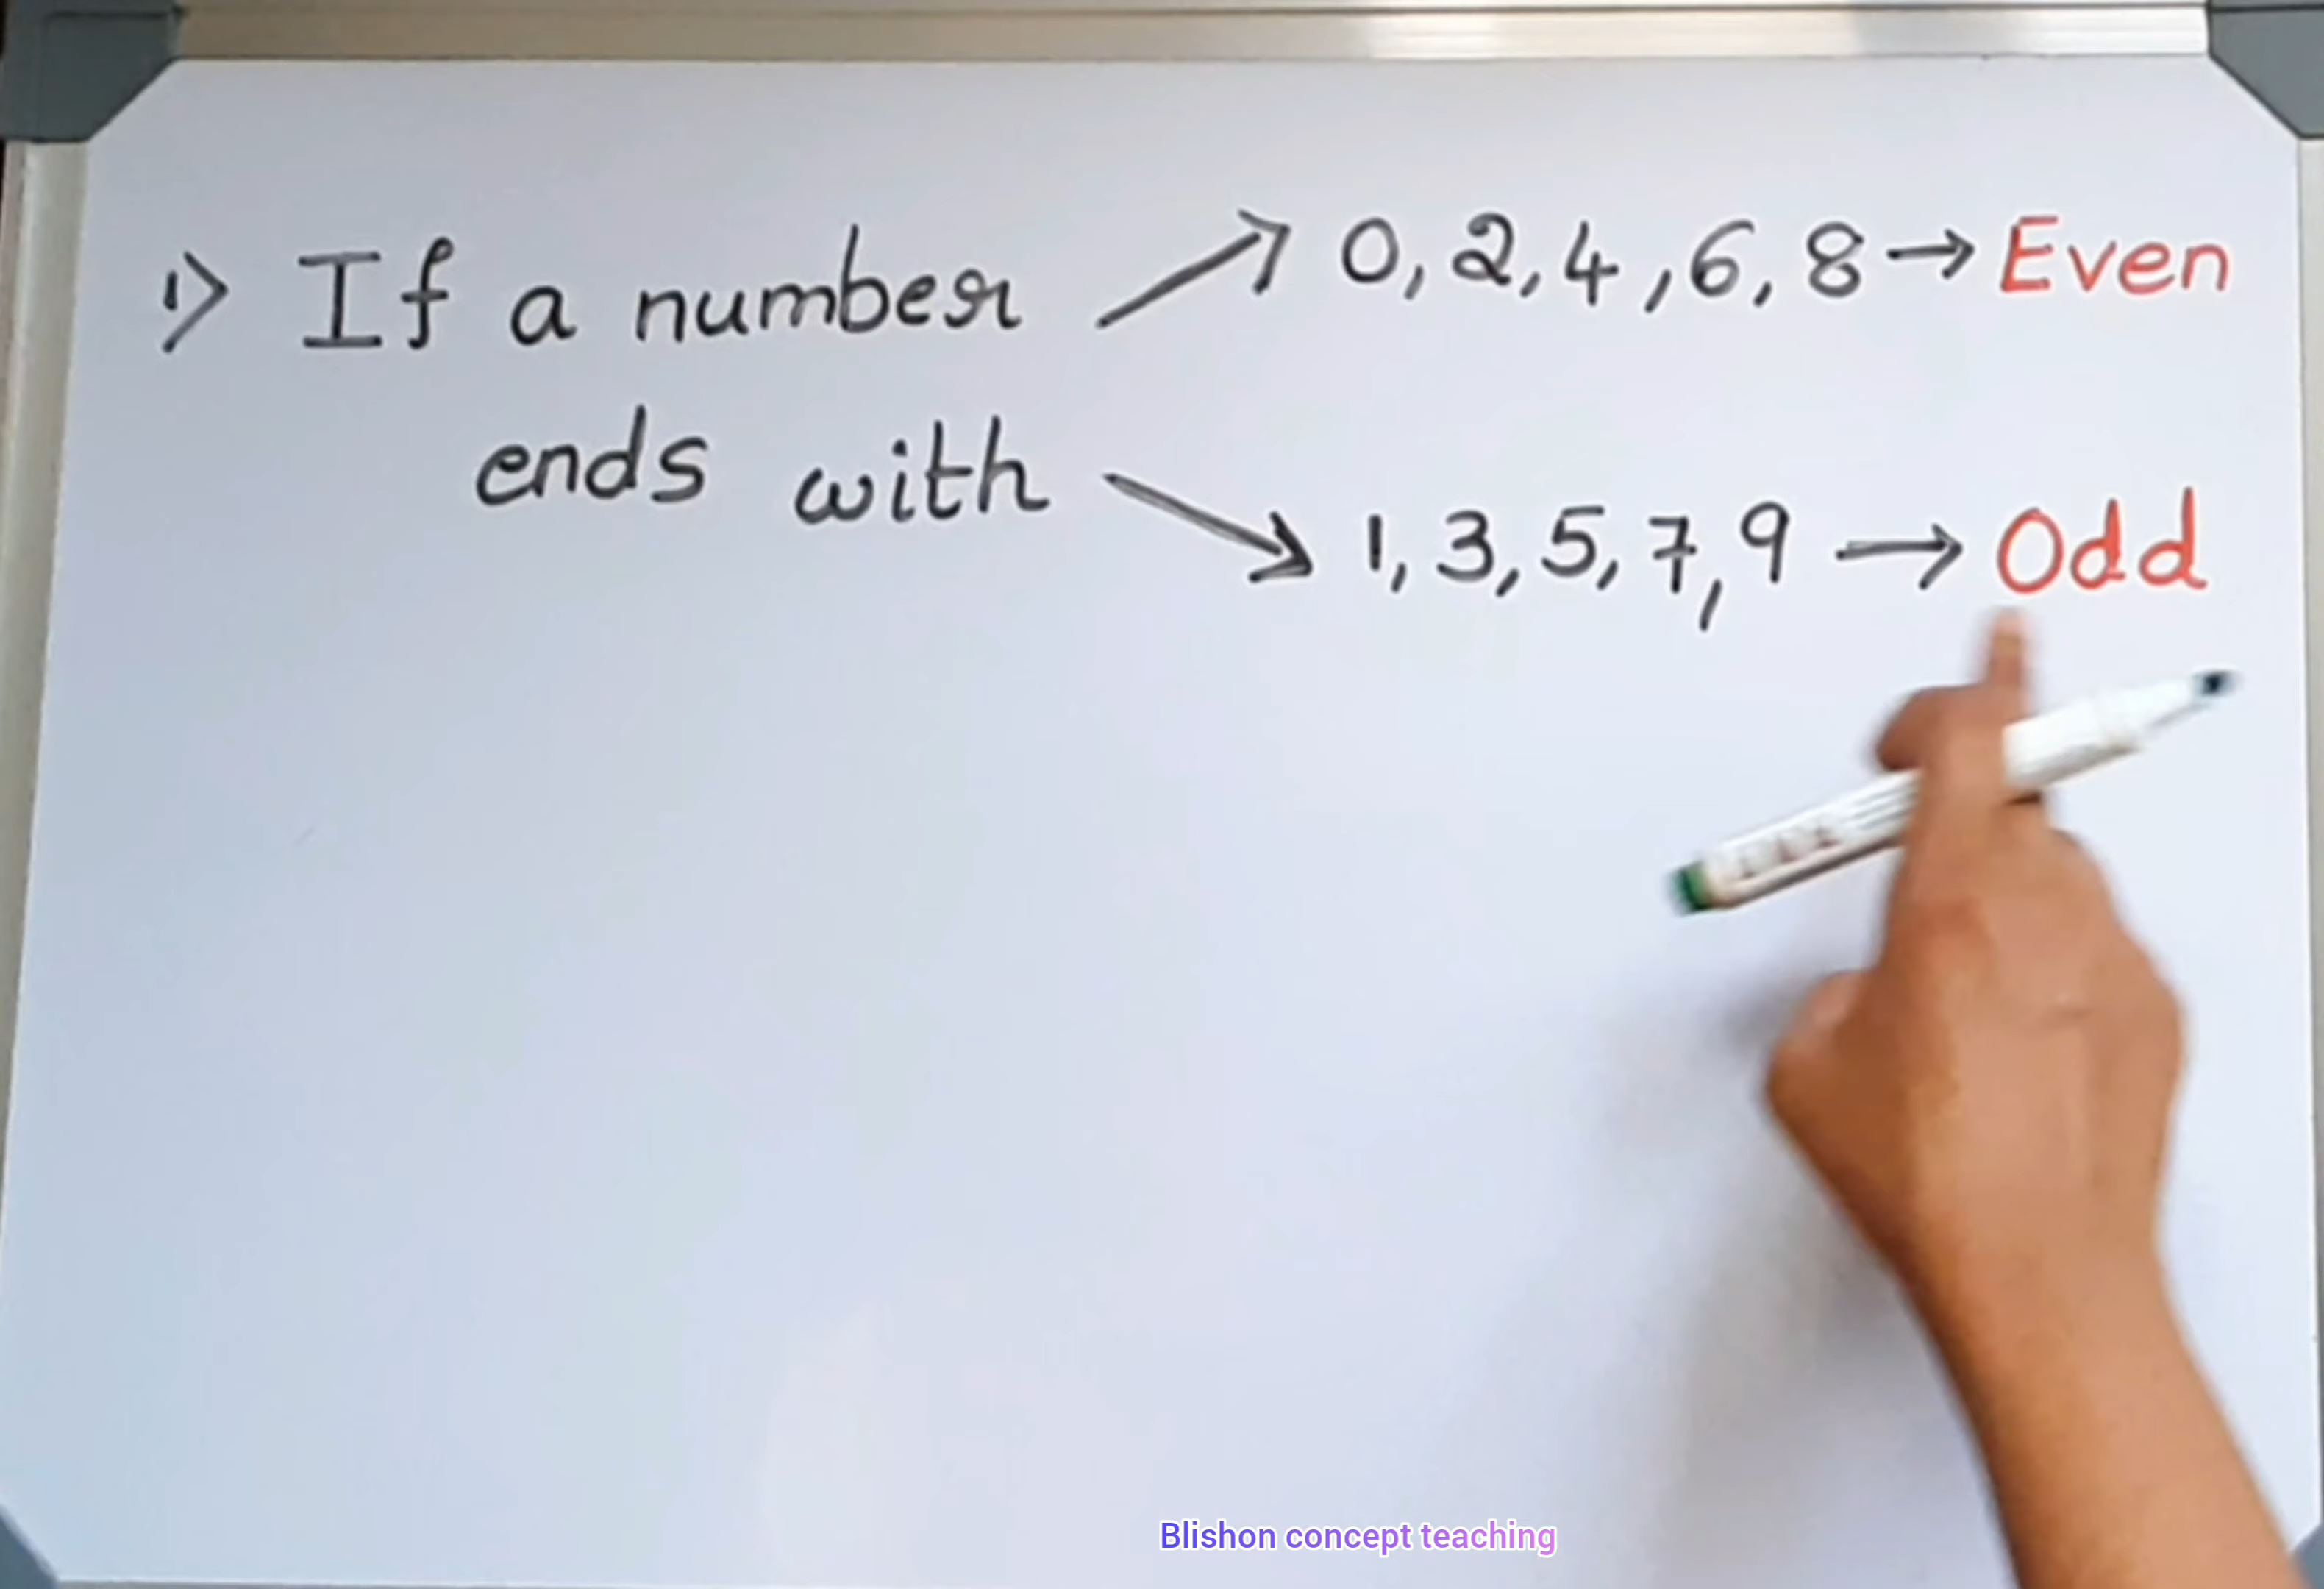 1) If a number → 0, 2, 4, 6, 8 → Even
ends with → 1, 3, 5, 7, 9 → Odd
Blishon concept teaching